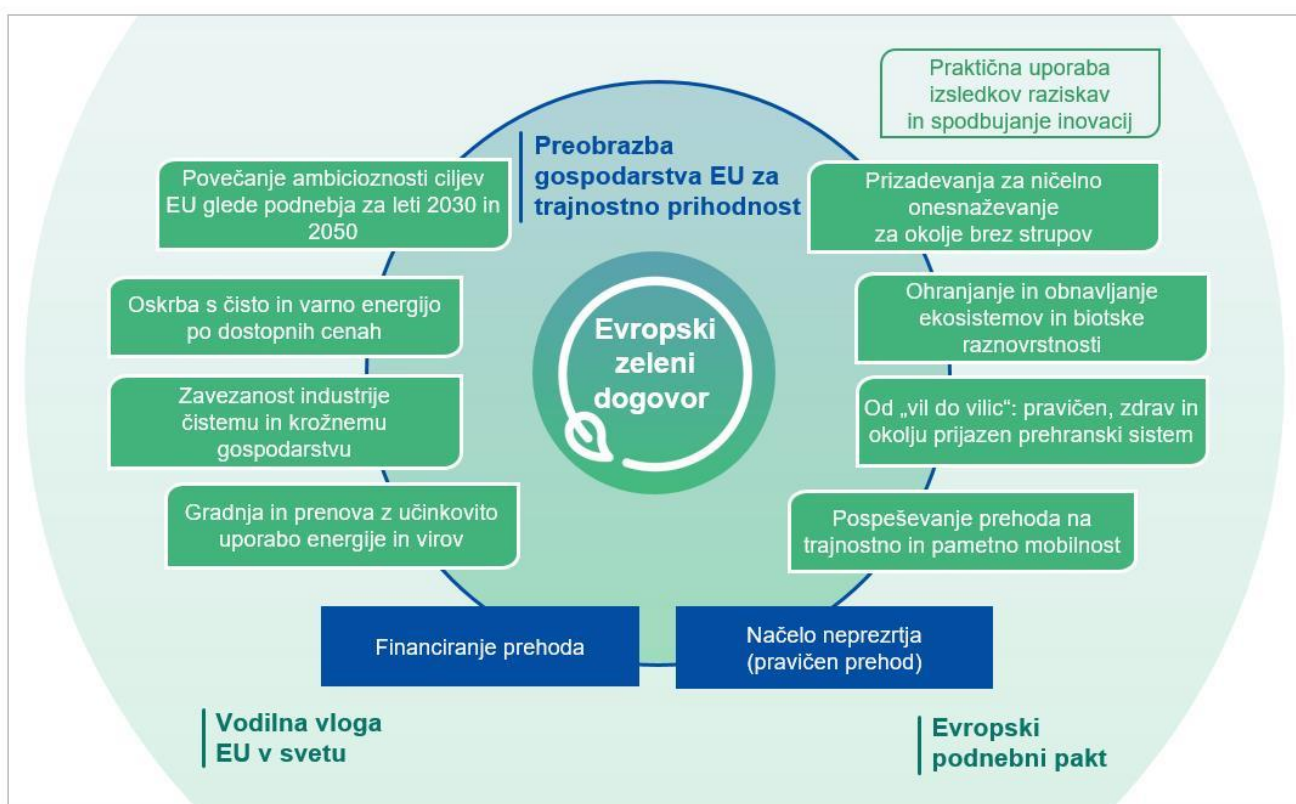 Praktična uporaba
izsledkov raziskav
in spodbujanje inovacij
Preobrazba
gospodarstva EU za
trajnostno prihodnost
Povečanje ambicioznosti ciljev
EU glede podnebja za leti 2030 in
2050
Prizadevanja za ničelno
onesnaževanje
za okolje brez strupov
Oskrba s čisto in varno energijo
po dostopnih cenah
Ohranjanje in obnavljanje
ekosistemov in biotske
raznovrstnosti
Evropski
zeleni
dogovor
Zavezanost industrije
čistemu in krožnemu
gospodarstvu
Od „vil do vilic“: pravičen, zdrav in
okolju prijazen prehranski sistem
Gradnja in prenova z učinkovito
uporabo energije in virov
Pospeševanje prehoda na
trajnostno in pametno mobilnost
Financiranje prehoda
Načelo neprezrtja
(pravičen prehod)
Vodilna vloga
EU v svetu
Evropski
podnebni pakt